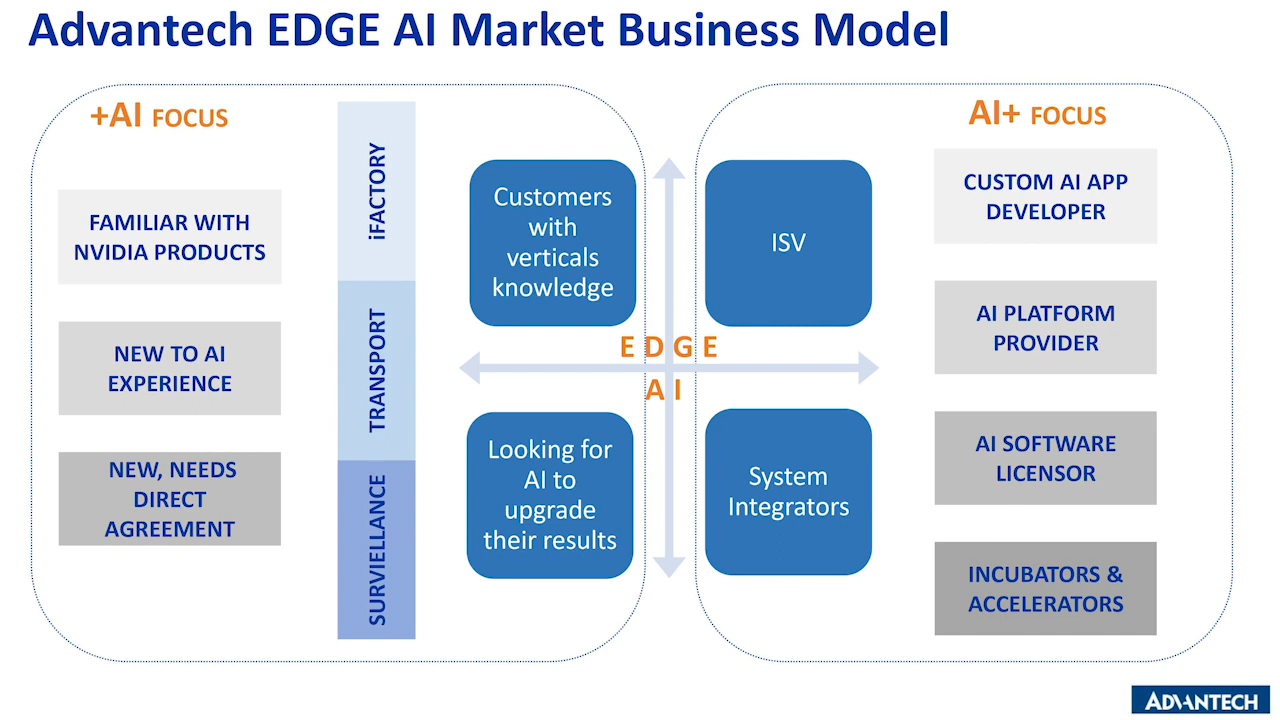 Advantech EDGE AI Market Business Model
+AI FOCUS
FAMILIAR WITH
NVIDIA PRODUCTS
NEW TO AI
EXPERIENCE
NEW, NEEDS
DIRECT
AGREEMENT
iFACTORY
TRANSPORT
SURVIELLANCE
Customers
with
verticals
knowledge
ISV
EDGE
AI
Looking for
AI to
upgrade
their results
System
Integrators
AI+ FOCUS
CUSTOM AI APP
DEVELOPER
AI PLATFORM
PROVIDER
AI SOFTWARE
LICENSOR
INCUBATORS &
ACCELERATORS
ADVANTECH